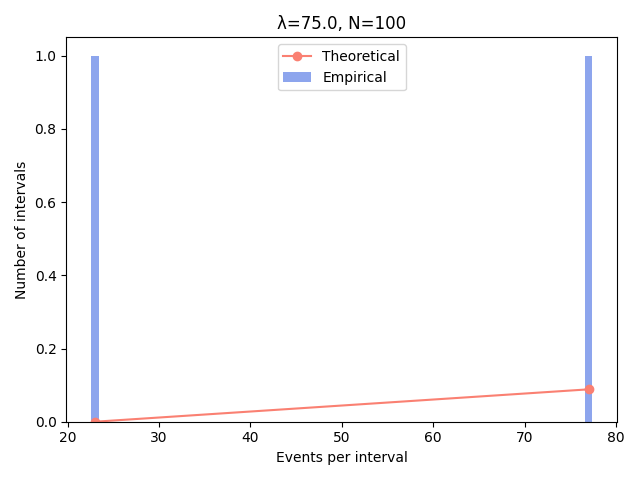 λ=75.0, N=100
Theoretical
Empirical
Number of intervals
1.0
0.8
0.6
0.4
0.2
0.0
20 30 40 50 60 70 80
Events per interval